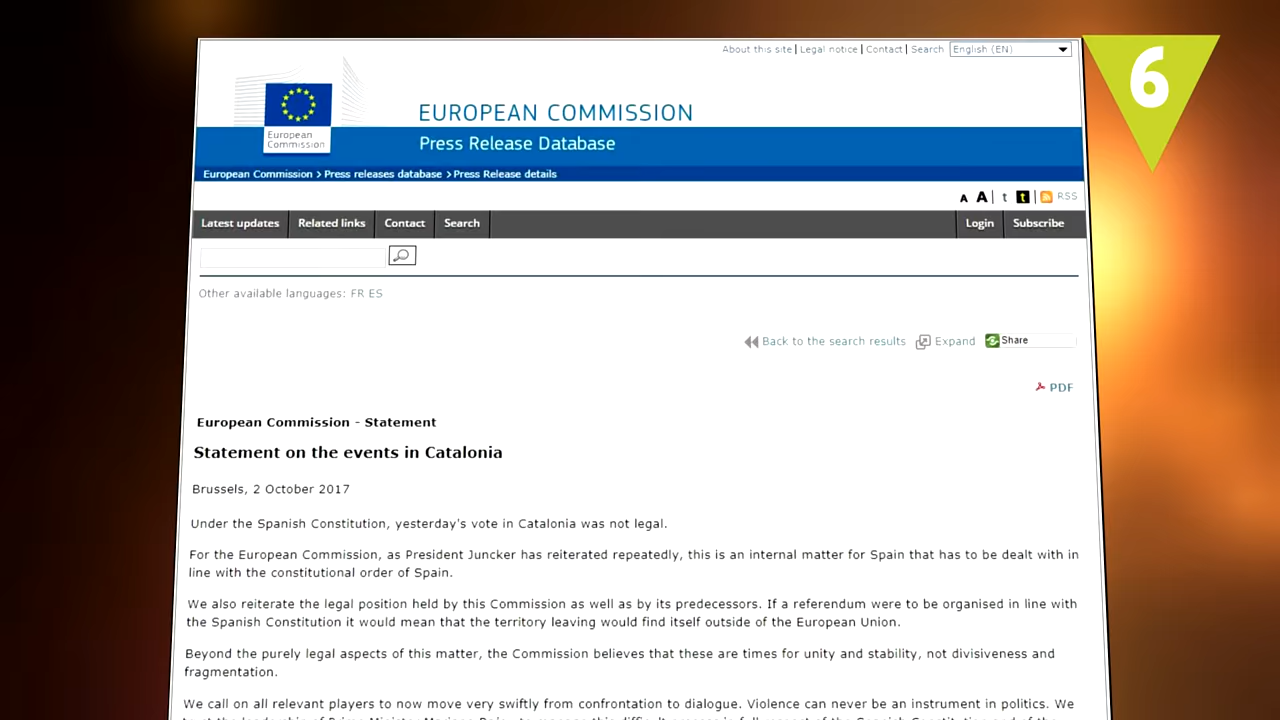 About this site | Legal notice | Contact | Search English (EN)
6
European
Commission
EUROPEAN COMMISSION
Press Release Database
European Commission > Press releases database > Press Release details
A A | t t | RSS
Latest updates Related links Contact Search Login Subscribe
Other available languages: FR ES
Back to the search results Expand Share
PDF
European Commission - Statement
Statement on the events in Catalonia
Brussels, 2 October 2017
Under the Spanish Constitution, yesterday's vote in Catalonia was not legal.
For the European Commission, as President Juncker has reiterated repeatedly, this is an internal matter for Spain that has to be dealt with in
line with the constitutional order of Spain.
We also reiterate the legal position held by this Commission as well as by its predecessors. If a referendum were to be organised in line with
the Spanish Constitution it would mean that the territory leaving would find itself outside of the European Union.
Beyond the purely legal aspects of this matter, the Commission believes that these are times for unity and stability, not divisiveness and
fragmentation.
We call on all relevant players to now move very swiftly from confrontation to dialogue. Violence can never be an instrument in politics. We